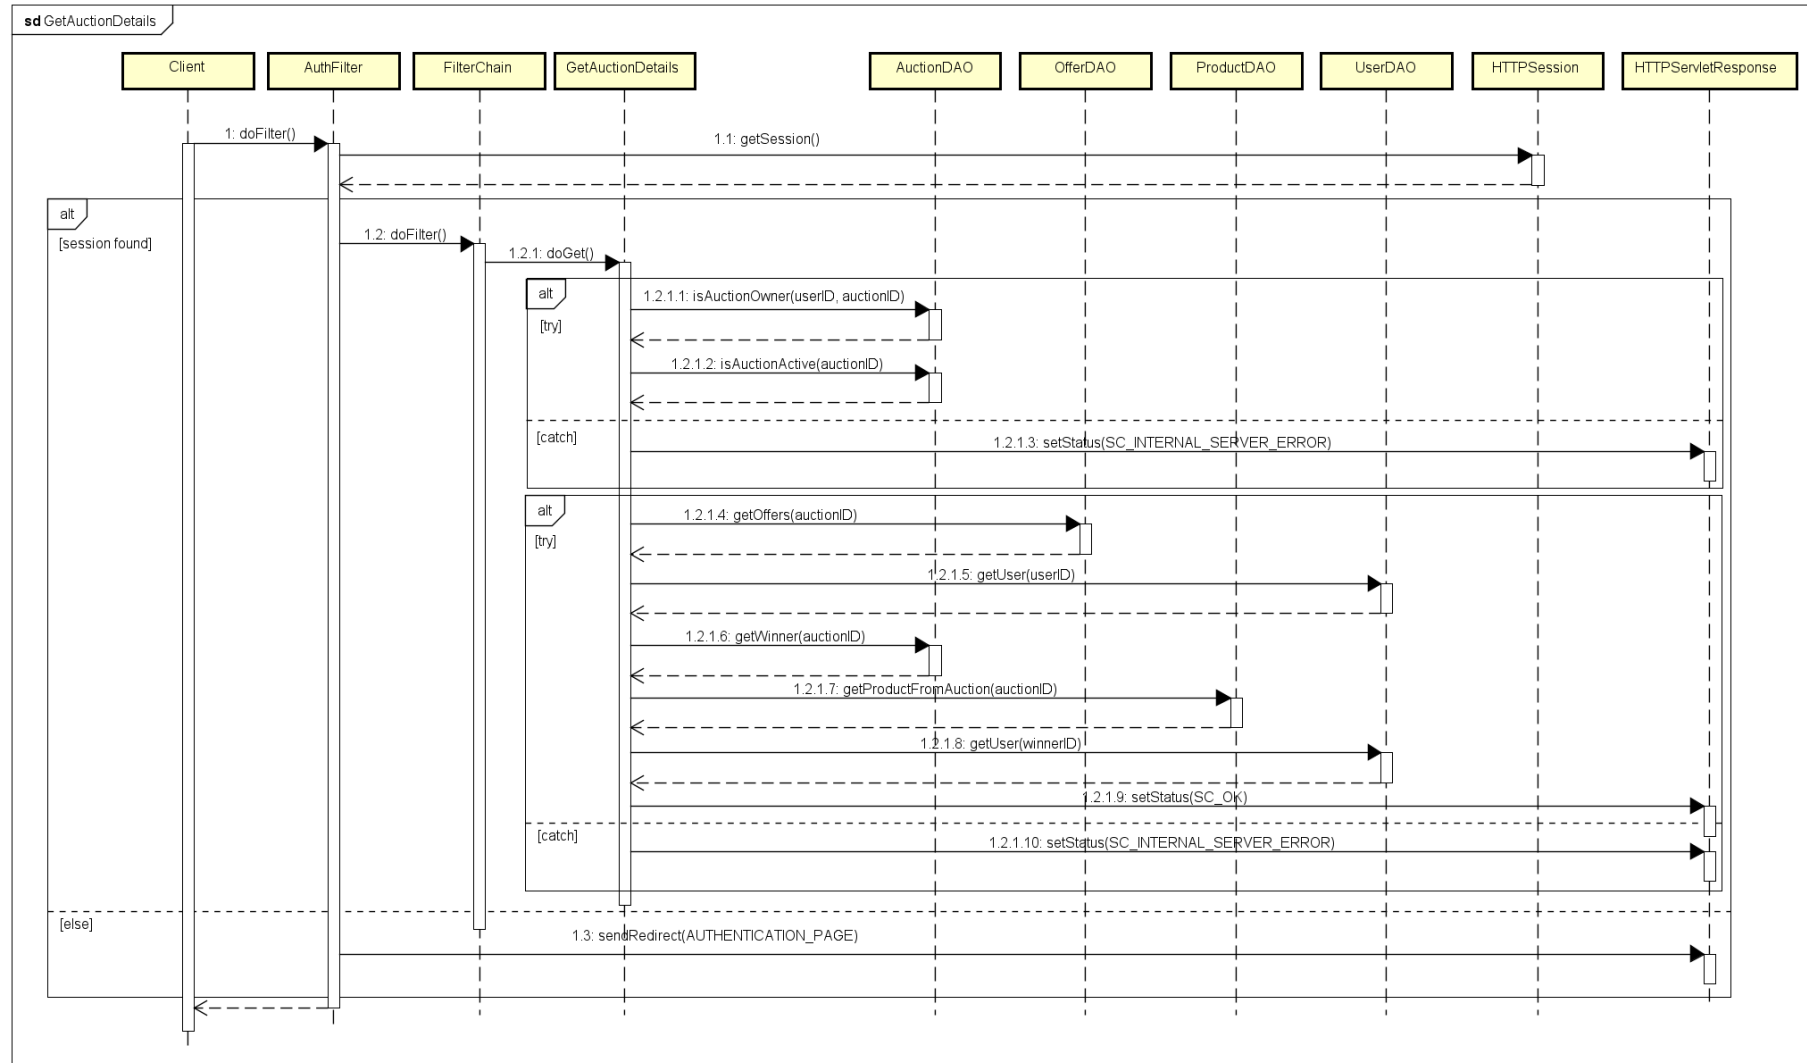 sd GetAuctionDetails
Client
AuthFilter
FilterChain
GetAuctionDetails
AuctionDAO
OfferDAO
ProductDAO
UserDAO
HTTPSession
HTTPServletResponse
1: doFilter()
1.1: getSession()
alt
[session found]
1.2: doFilter()
1.2.1: doGet()
alt
[try]
1.2.1.1: isAuctionOwner(userID, auctionID)
1.2.1.2: isAuctionActive(auctionID)
[catch]
1.2.1.3: setStatus(SC_INTERNAL_SERVER_ERROR)
alt
[try]
1.2.1.4: getOffers(auctionID)
1.2.1.5: getUser(userID)
1.2.1.6: getWinner(auctionID)
1.2.1.7: getProductFromAuction(auctionID)
1.2.1.8: getUser(winnerID)
1.2.1.9: setStatus(SC_OK)
[catch]
1.2.1.10: setStatus(SC_INTERNAL_SERVER_ERROR)
[else]
1.3: sendRedirect(AUTHENTICATION_PAGE)